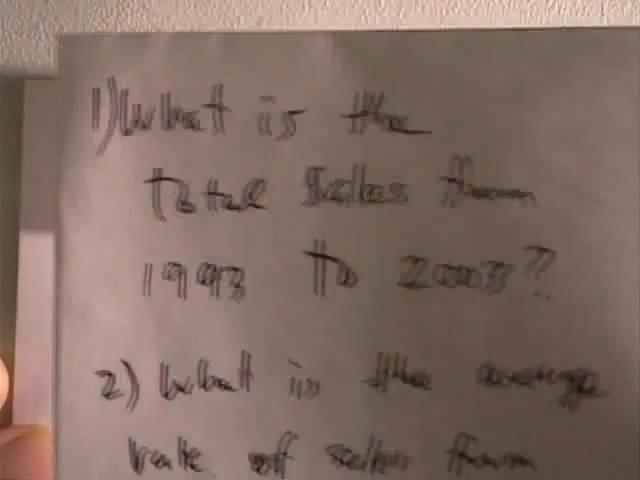 1) What is the
Total Sales from
1993 to 2003?
2) What is the average
rate of sales from